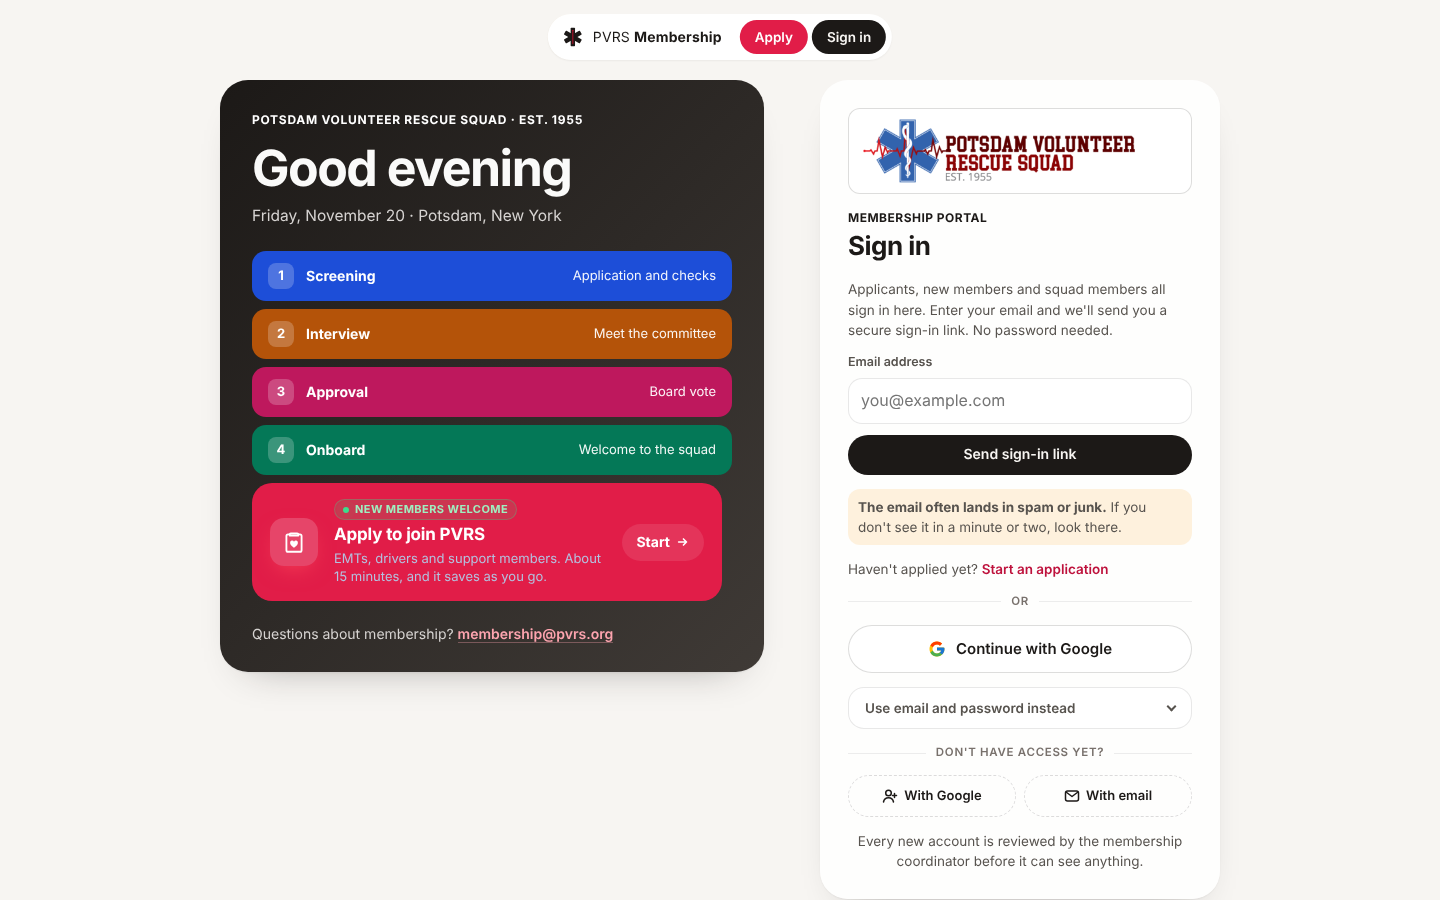 PVRS Membership
Apply
Sign in
POTSDAM VOLUNTEER RESCUE SQUAD · EST. 1955
Good evening
Friday, November 20 · Potsdam, New York
1 Screening Application and checks
2 Interview Meet the committee
3 Approval Board vote
4 Onboard Welcome to the squad
NEW MEMBERS WELCOME
Apply to join PVRS
EMTs, drivers and support members. About
15 minutes, and it saves as you go.
Start →
Questions about membership? membership@pvrs.org
POTSDAM VOLUNTEER
RESCUE SQUAD
EST. 1955
MEMBERSHIP PORTAL
Sign in
Applicants, new members and squad members all
sign in here. Enter your email and we'll send you a
secure sign-in link. No password needed.
Email address
you@example.com
Send sign-in link
The email often lands in spam or junk. If you
don't see it in a minute or two, look there.
Haven't applied yet? Start an application
OR
Continue with Google
Use email and password instead
DON'T HAVE ACCESS YET?
With Google
With email
Every new account is reviewed by the membership
coordinator before it can see anything.